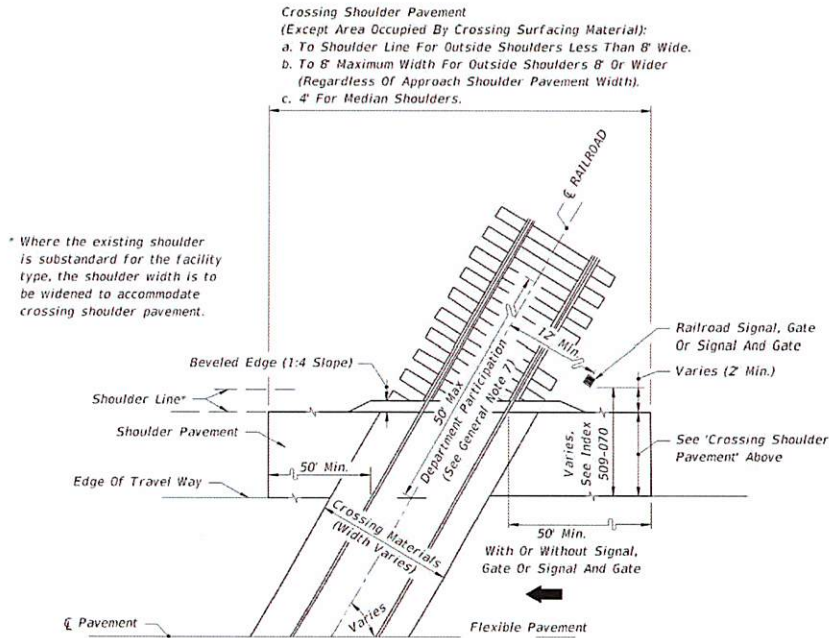 Crossing Shoulder Pavement
(Except Area Occupied By Crossing Surfacing Material):
a. To Shoulder Line For Outside Shoulders Less Than 8' Wide.
b. To 8' Maximum Width For Outside Shoulders 8' Or Wider
(Regardless Of Approach Shoulder Pavement Width).
c. 4' For Median Shoulders.
℄ RAILROAD
* Where the existing shoulder
is substandard for the facility
type, the shoulder width is to
be widened to accommodate
crossing shoulder pavement.
12' Min.
Railroad Signal, Gate
Or Signal And Gate
Beveled Edge (1:4 Slope)
Varies (2' Min.)
50' Max
Department Participation
(See General Note 7)
Shoulder Line*
Shoulder Pavement
Varies,
See Index
509-070
See 'Crossing Shoulder
Pavement' Above
50' Min.
Edge Of Travel Way
Crossing Materials
(Width Varies)
50' Min.
With Or Without Signal,
Gate Or Signal And Gate
Varies
℄ Pavement
Flexible Pavement